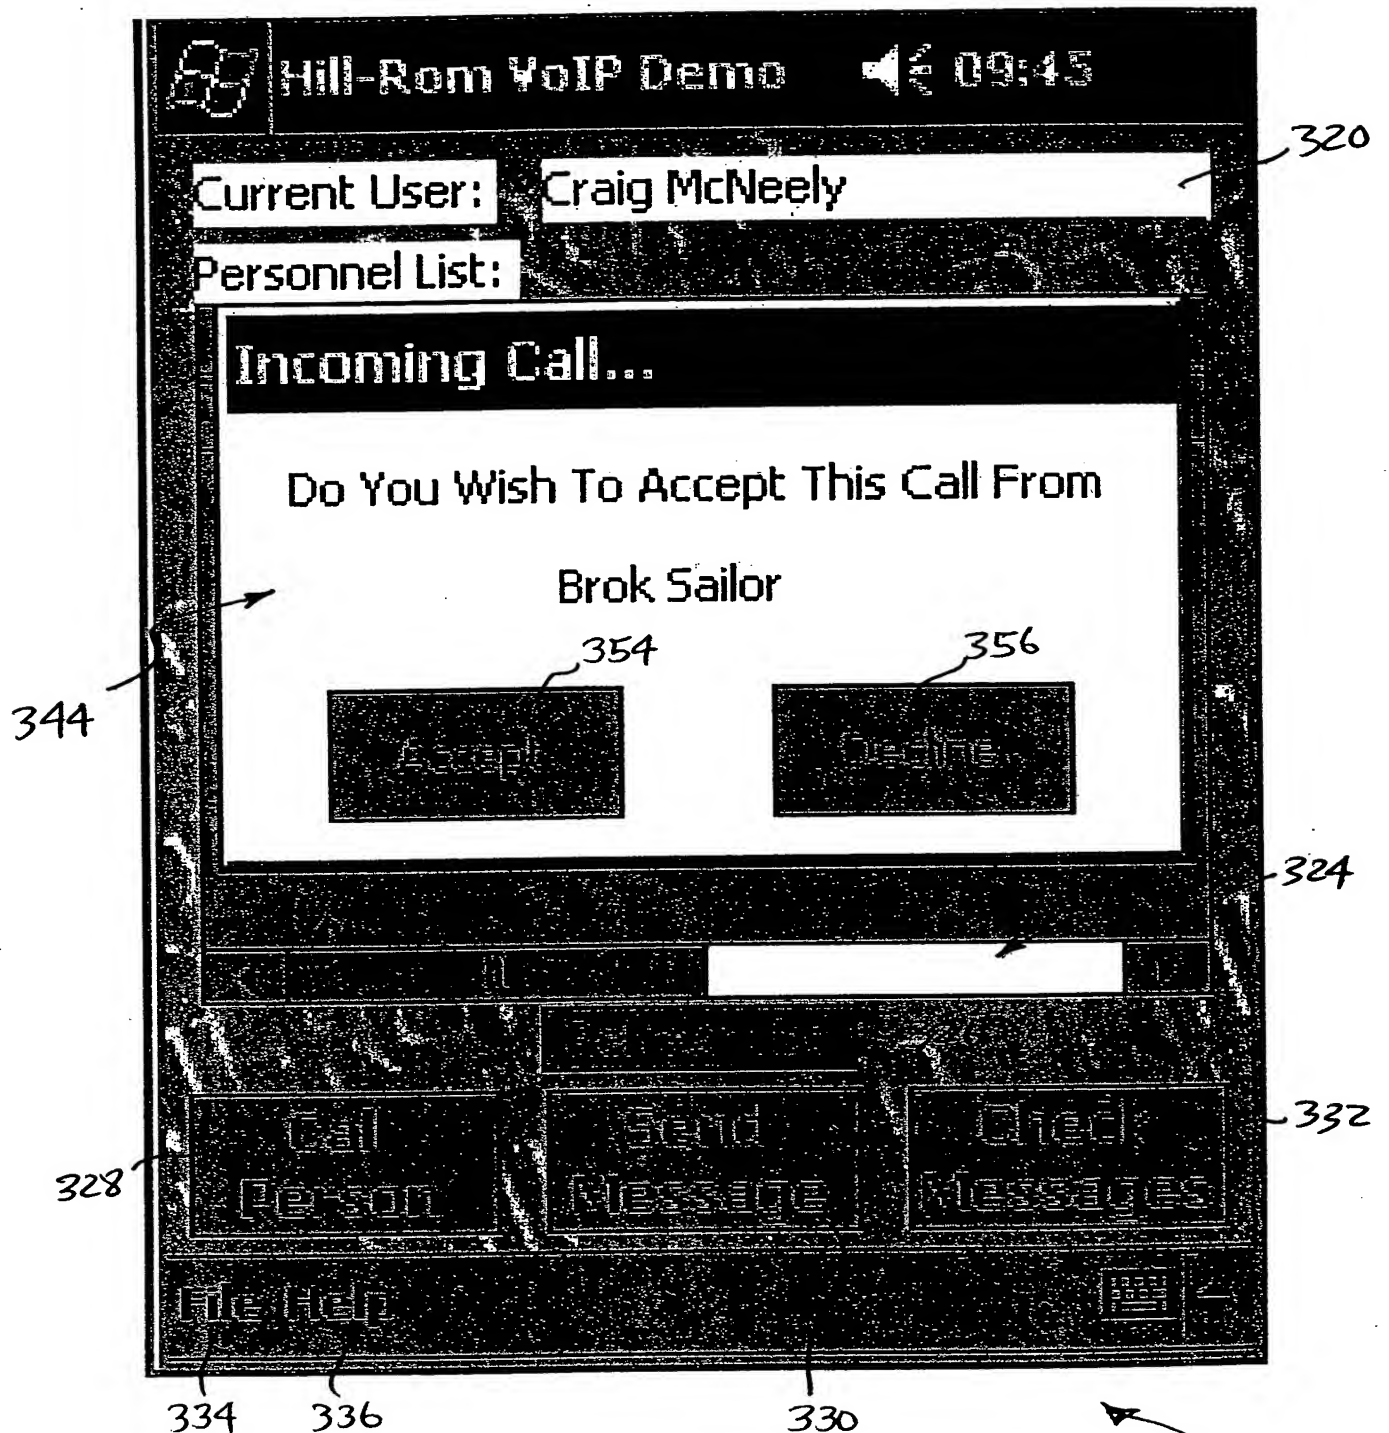 Hill-Rom VoIP Demo 09:45
320
Current User: Craig McNeely
Personnel List:
Incoming Call...
Do You Wish To Accept This Call From
Brok Sailor
354 356
344
Accept Decline
324
Call Person
Send Message
Check Messages
332
328
File Help
334 336 330